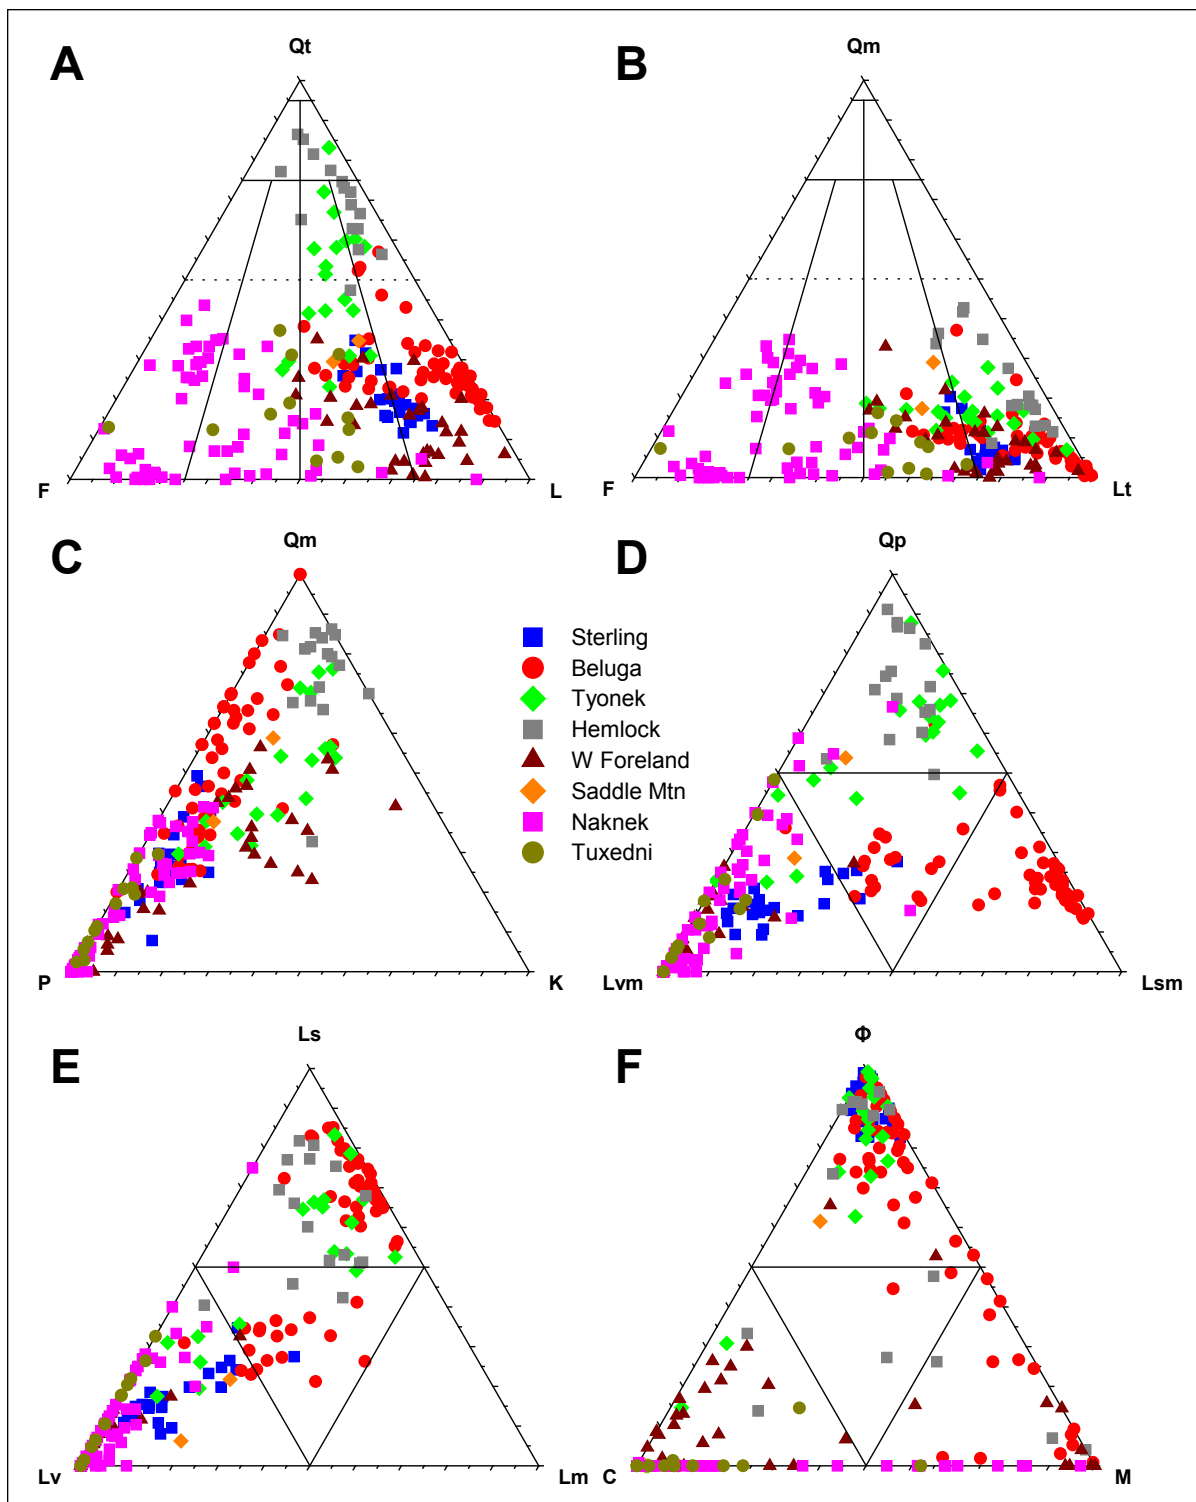 A
Qt
F
L
B
Qm
F
Lt
C
Qm
P
K
D
Qp
Lvm
Lsm
Sterling
Beluga
Tyonek
Hemlock
W Foreland
Saddle Mtn
Naknek
Tuxedni
E
Ls
Lv
Lm
F
Φ
C
M